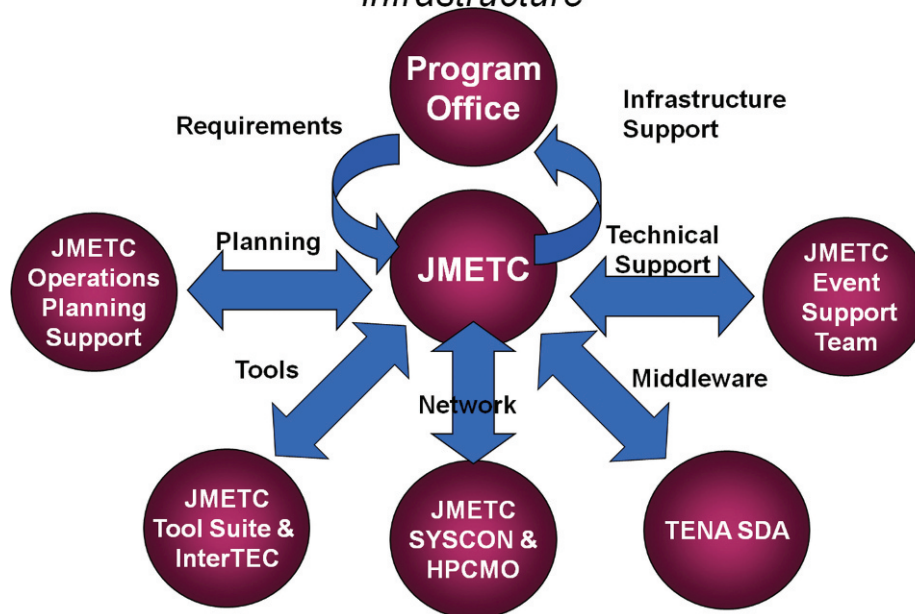 Infrastructure
Program
Office
Requirements
Infrastructure
Support
Planning
JMETC
Technical
Support
JMETC
Operations
Planning
Support
JMETC
Event
Support
Team
Tools
Network
Middleware
JMETC
Tool Suite &
InterTEC
JMETC
SYSCON &
HPCMO
TENA SDA